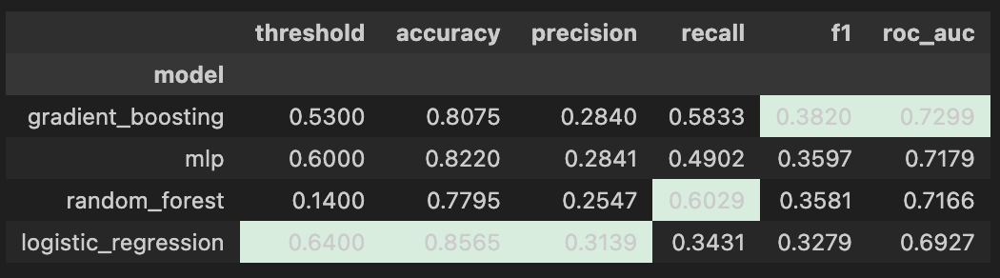 threshold accuracy precision recall f1 roc_auc
model
gradient_boosting 0.5300 0.8075 0.2840 0.5833 0.3820 0.7299
mlp 0.6000 0.8220 0.2841 0.4902 0.3597 0.7179
random_forest 0.1400 0.7795 0.2547 0.6029 0.3581 0.7166
logistic_regression 0.6400 0.8565 0.3139 0.3431 0.3279 0.6927